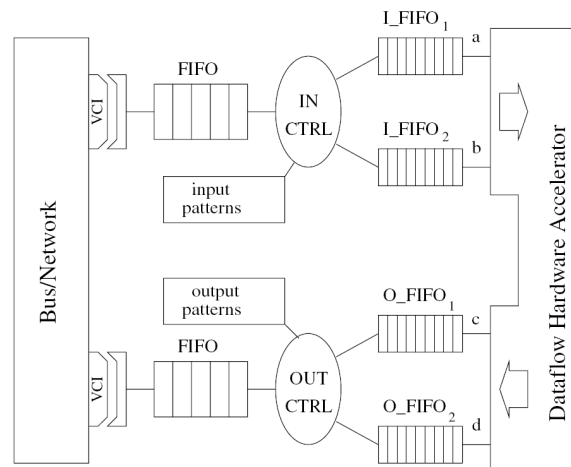 I_FIFO1
a
FIFO
VCI
IN
CTRL
I_FIFO2
b
input
patterns
Bus/Network
Dataflow Hardware Accelerator
output
patterns
O_FIFO1
c
FIFO
VCI
OUT
CTRL
O_FIFO2
d